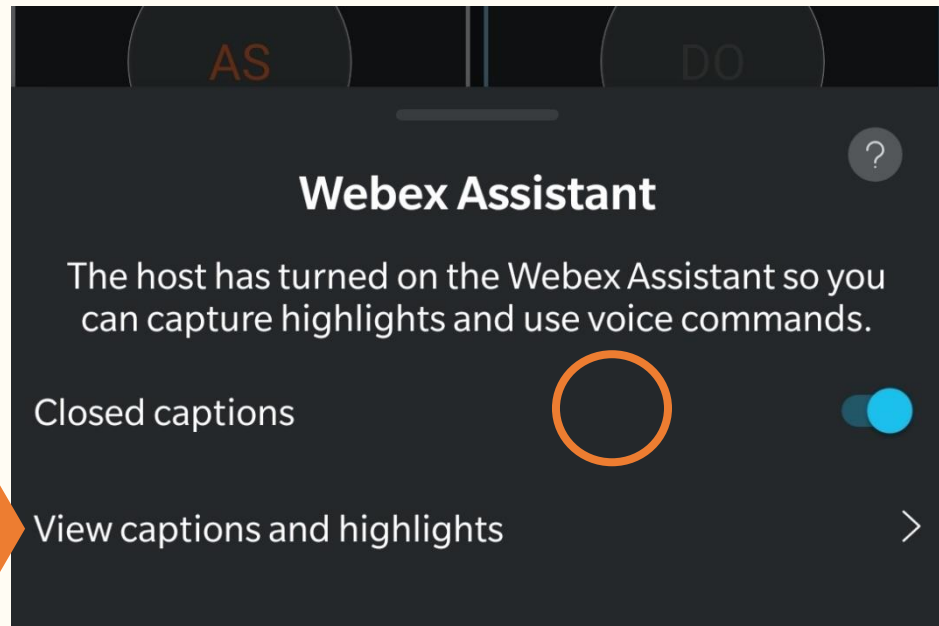 AS
DO
?
Webex Assistant
The host has turned on the Webex Assistant so you
can capture highlights and use voice commands.
Closed captions
View captions and highlights